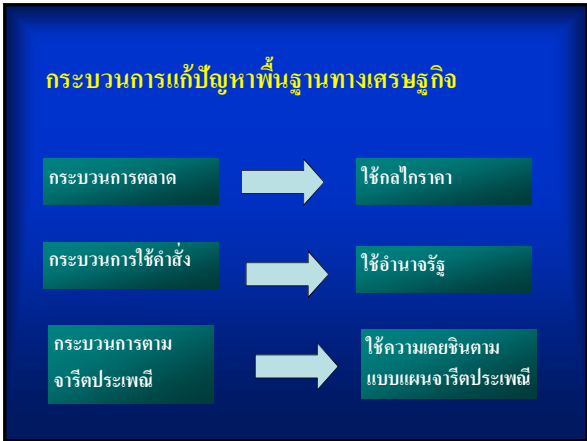 กระบวนการแก้ปัญหาพื้นฐานทางเศรษฐกิจ
กระบวนการตลาด
ใช้กลไกราคา
กระบวนการใช้คำสั่ง
ใช้อำนาจรัฐ
กระบวนการตาม
จารีตประเพณี
ใช้ความเคยชินตาม
แบบแผนจารีตประเพณี